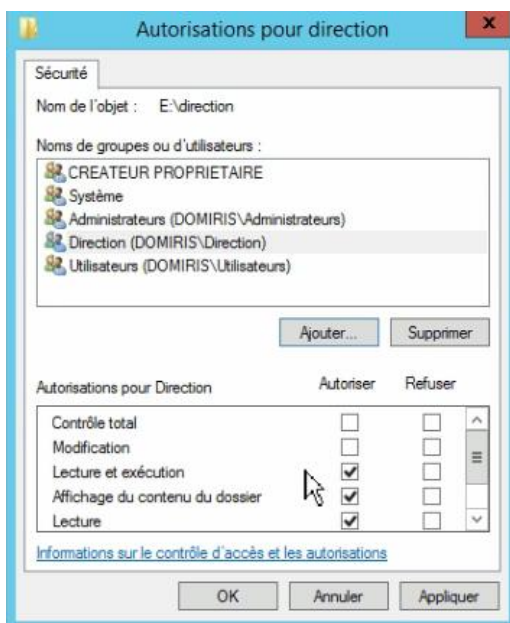 Autorisations pour direction
Sécurité
Nom de l'objet : E:\direction
Noms de groupes ou d'utilisateurs :
CREATEUR PROPRIETAIRE
Système
Administrateurs (DOMIRIS\Administrateurs)
Direction (DOMIRIS\Direction)
Utilisateurs (DOMIRIS\Utilisateurs)
Ajouter... Supprimer
Autorisations pour Direction Autoriser Refuser
Contrôle total
Modification
Lecture et exécution
Affichage du contenu du dossier
Lecture
Informations sur le contrôle d'accès et les autorisations
OK Annuler Appliquer